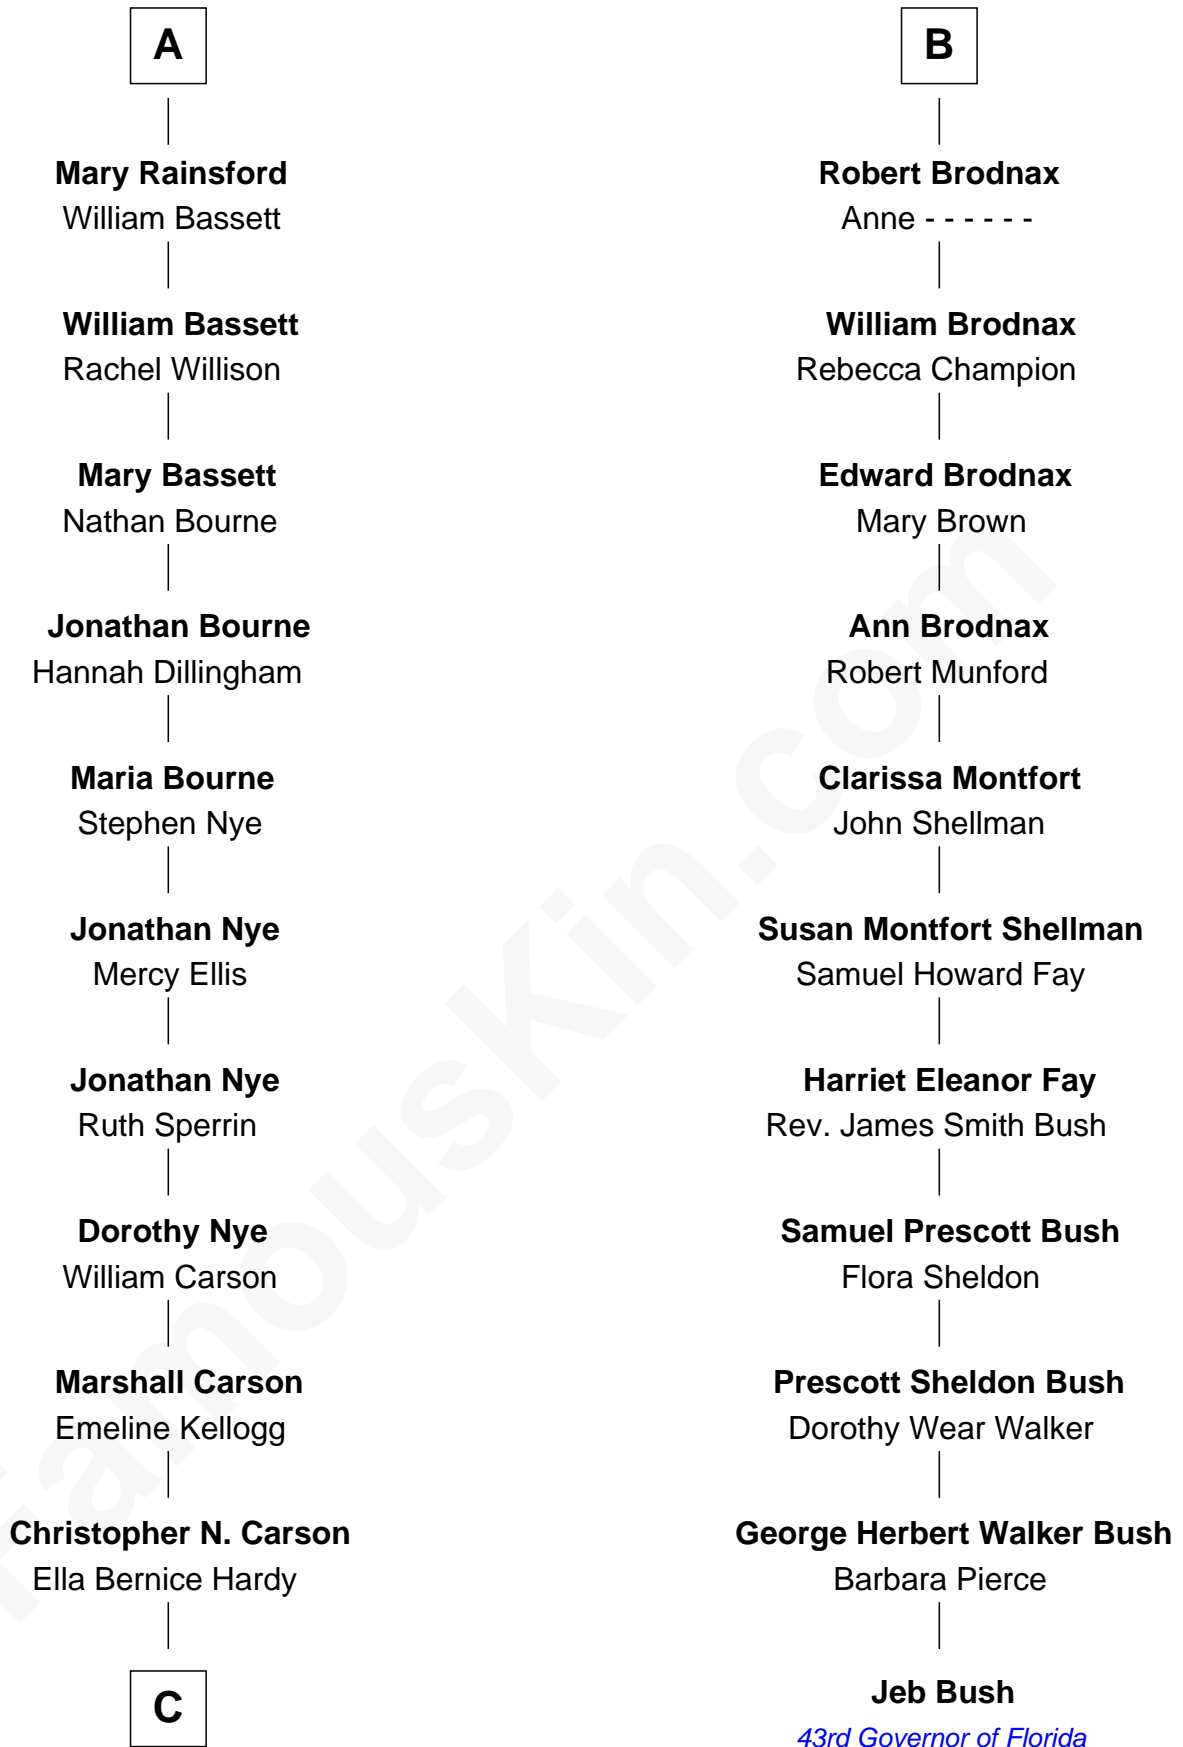 A
Mary Rainsford
William Bassett
William Bassett
Rachel Willison
Mary Bassett
Nathan Bourne
Jonathan Bourne
Hannah Dillingham
Maria Bourne
Stephen Nye
Jonathan Nye
Mercy Ellis
Jonathan Nye
Ruth Sperrin
Dorothy Nye
William Carson
Marshall Carson
Emeline Kellogg
Christopher N. Carson
Ella Bernice Hardy
C
B
Robert Brodnax
Anne - - - - - -
William Brodnax
Rebecca Champion
Edward Brodnax
Mary Brown
Ann Brodnax
Robert Munford
Clarissa Montfort
John Shellman
Susan Montfort Shellman
Samuel Howard Fay
Harriet Eleanor Fay
Rev. James Smith Bush
Samuel Prescott Bush
Flora Sheldon
Prescott Sheldon Bush
Dorothy Wear Walker
George Herbert Walker Bush
Barbara Pierce
Jeb Bush
43rd Governor of Florida
FamousKin.com